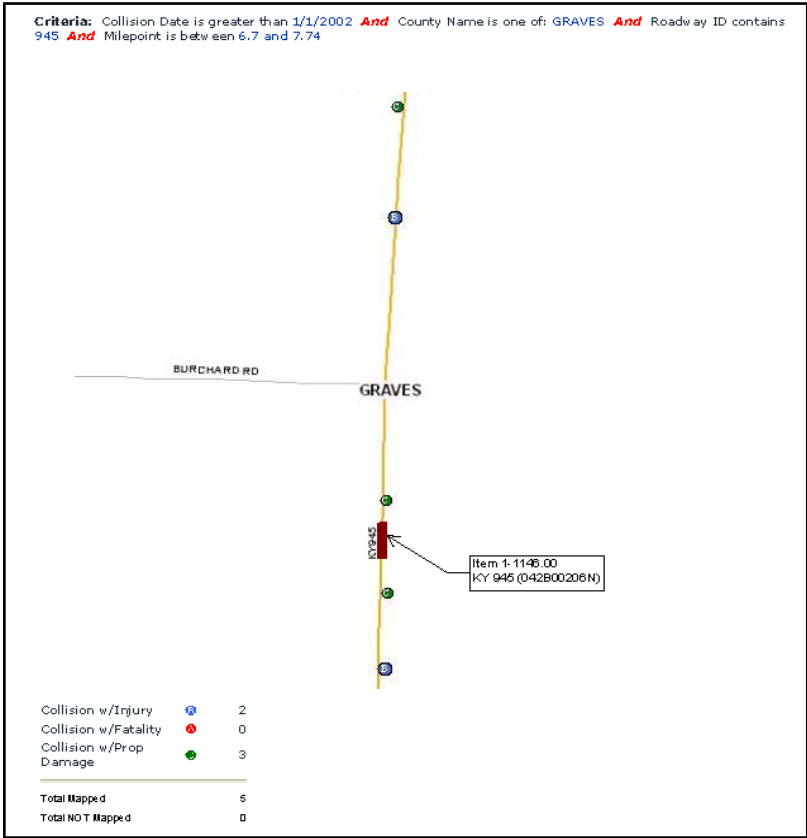 Criteria: Collision Date is greater than 1/1/2002 And County Name is one of: GRAVES And Roadway ID contains
945 And Milepoint is between 6.7 and 7.74
C
B
BURCHARD RD
GRAVES
C
KY945
Item 1-1146.00
KY 945 (042B00206N)
C
B
Collision w/Injury B 2
Collision w/Fatality A 0
Collision w/Prop C 3
Damage
Total Mapped 5
Total NOT Mapped 0